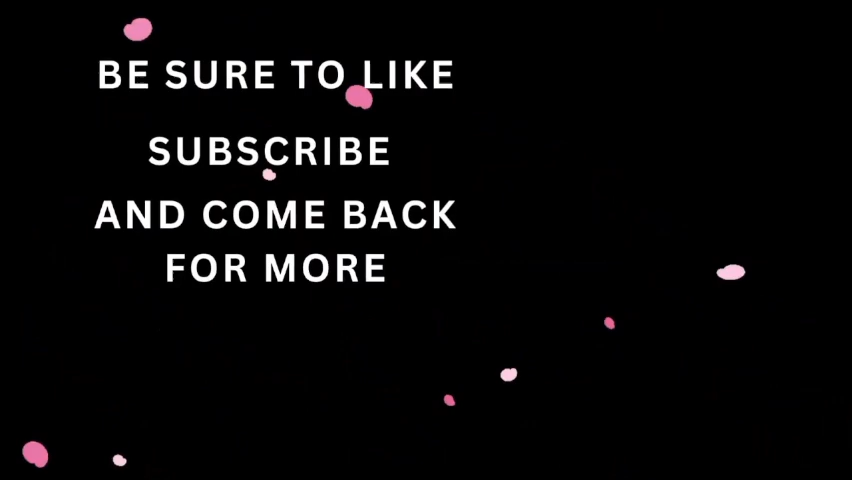 BE SURE TO LIKE
SUBSCRIBE
AND COME BACK
FOR MORE